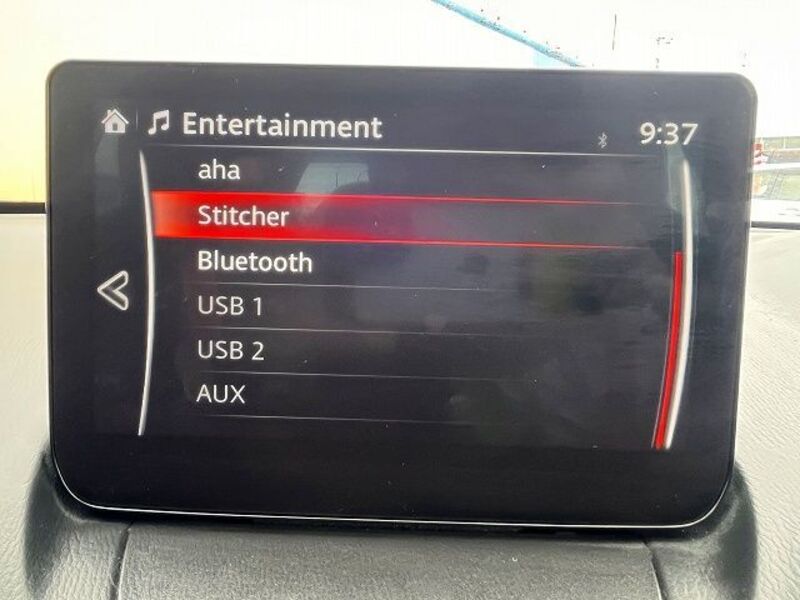 Entertainment
9:37
aha
Stitcher
Bluetooth
USB 1
USB 2
AUX